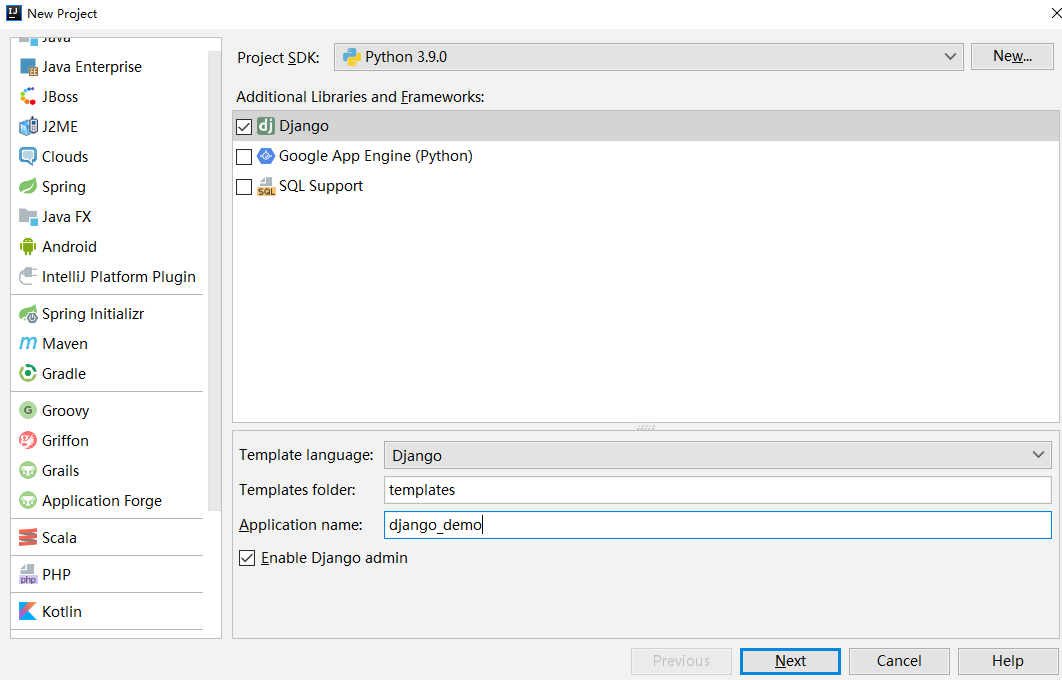 New Project
Java
Java Enterprise
JBoss
J2ME
Clouds
Spring
Java FX
Android
IntelliJ Platform Plugin
Spring Initializr
Maven
Gradle
Groovy
Griffon
Grails
Application Forge
Scala
PHP
Kotlin
Project SDK: Python 3.9.0 New...
Additional Libraries and Frameworks:
Django
Google App Engine (Python)
SQL Support
Template language: Django
Templates folder: templates
Application name: django_demo
Enable Django admin
Previous Next Cancel Help